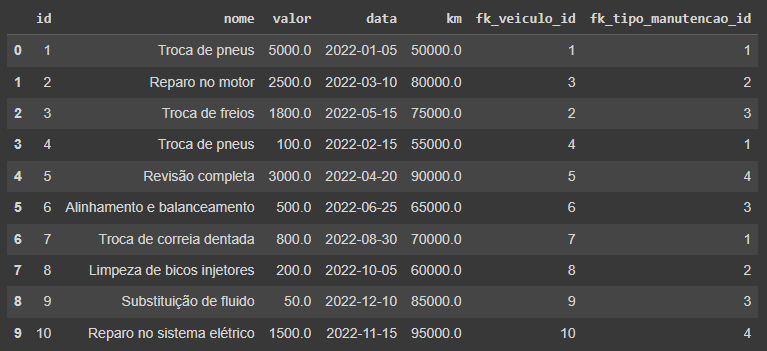 id nome valor data km fk_veiculo_id fk_tipo_manutencao_id
0 1 Troca de pneus 5000.0 2022-01-05 50000.0 1 1
1 2 Reparo no motor 2500.0 2022-03-10 80000.0 3 2
2 3 Troca de freios 1800.0 2022-05-15 75000.0 2 3
3 4 Troca de pneus 100.0 2022-02-15 55000.0 4 1
4 5 Revisão completa 3000.0 2022-04-20 90000.0 5 4
5 6 Alinhamento e balanceamento 500.0 2022-06-25 65000.0 6 3
6 7 Troca de correia dentada 800.0 2022-08-30 70000.0 7 1
7 8 Limpeza de bicos injetores 200.0 2022-10-05 60000.0 8 2
8 9 Substituição de fluido 50.0 2022-12-10 85000.0 9 3
9 10 Reparo no sistema elétrico 1500.0 2022-11-15 95000.0 10 4